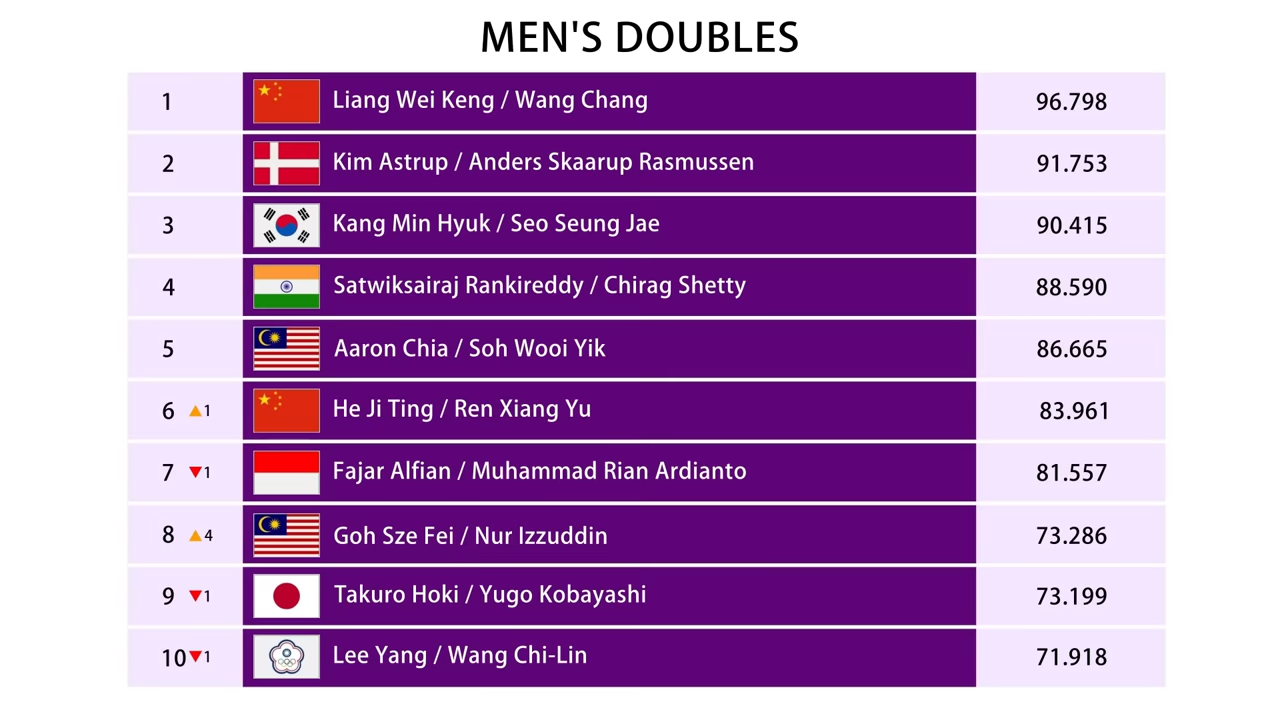 MEN'S DOUBLES
1 Liang Wei Keng / Wang Chang 96.798
2 Kim Astrup / Anders Skaarup Rasmussen 91.753
3 Kang Min Hyuk / Seo Seung Jae 90.415
4 Satwiksairaj Rankireddy / Chirag Shetty 88.590
5 Aaron Chia / Soh Wooi Yik 86.665
6 ▲1 He Ji Ting / Ren Xiang Yu 83.961
7 ▼1 Fajar Alfian / Muhammad Rian Ardianto 81.557
8 ▲4 Goh Sze Fei / Nur Izzuddin 73.286
9 ▼1 Takuro Hoki / Yugo Kobayashi 73.199
10 ▼1 Lee Yang / Wang Chi-Lin 71.918